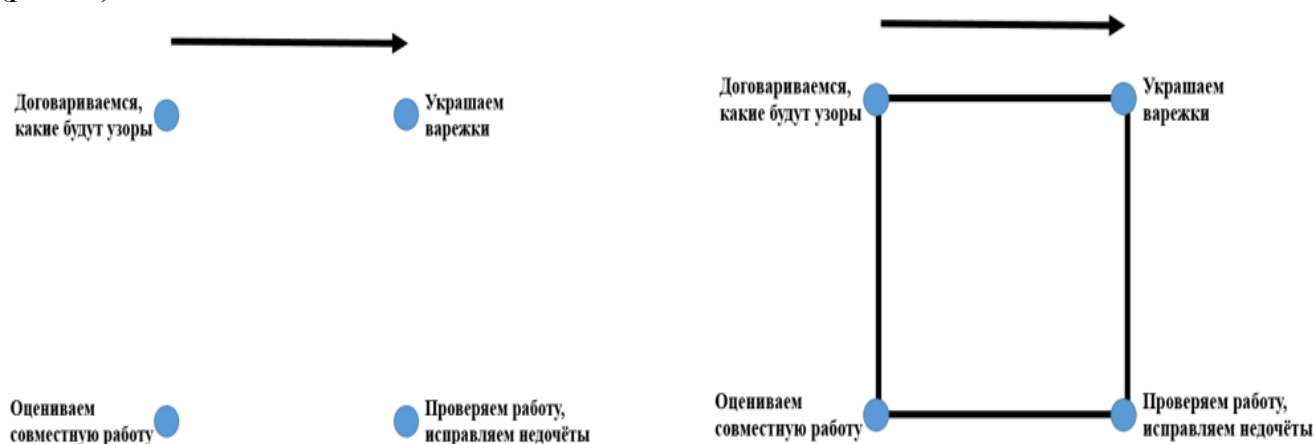 Договариваемся,
какие будут узоры
Украшаем
варежки
Оцениваем
совместную работу
Проверяем работу,
исправляем недочёты
Договариваемся,
какие будут узоры
Украшаем
варежки
Оцениваем
совместную работу
Проверяем работу,
исправляем недочёты